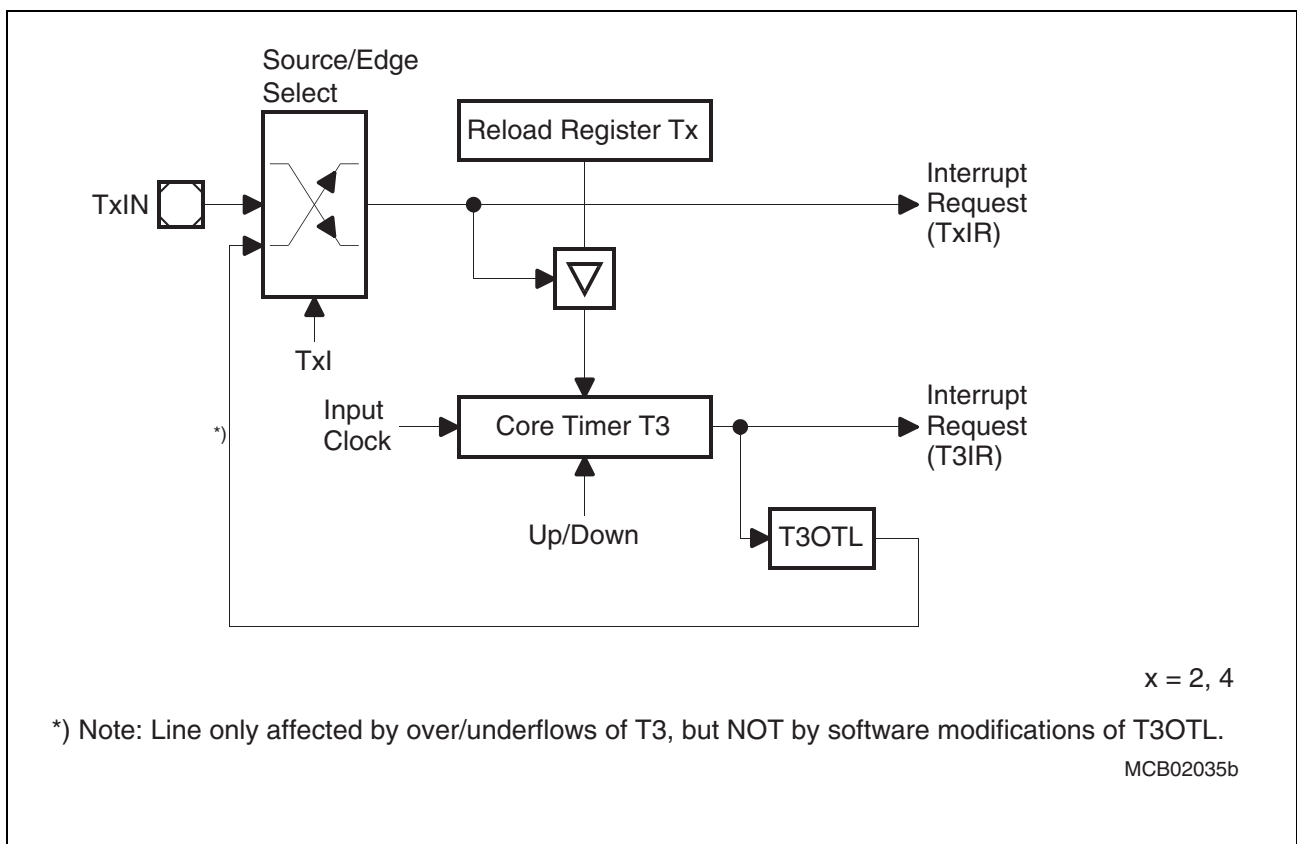 Source/Edge
Select
Reload Register Tx
TxIN
Interrupt
Request
(TxIR)
TxI
Input
Clock
Core Timer T3
Interrupt
Request
(T3IR)
*)
Up/Down
T3OTL
x = 2, 4
*) Note: Line only affected by over/underflows of T3, but NOT by software modifications of T3OTL.
MCB02035b